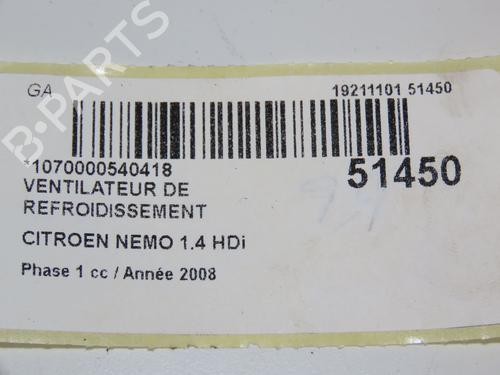 GA
19211101 51450
*1070000540418
51450
VENTILATEUR DE
REFROIDISSEMENT
CITROEN NEMO 1.4 HDi
Phase 1 cc / Année 2008
B-PARTS